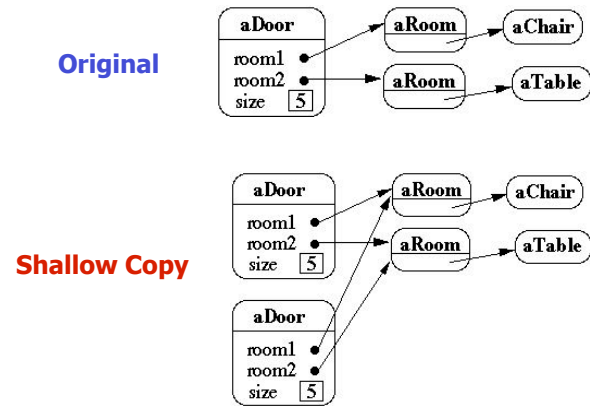 Original
aDoor
room1
room2
size 5
aRoom
aChair
aRoom
aTable
Shallow Copy
aDoor
room1
room2
size 5
aRoom
aChair
aRoom
aTable
aDoor
room1
room2
size 5